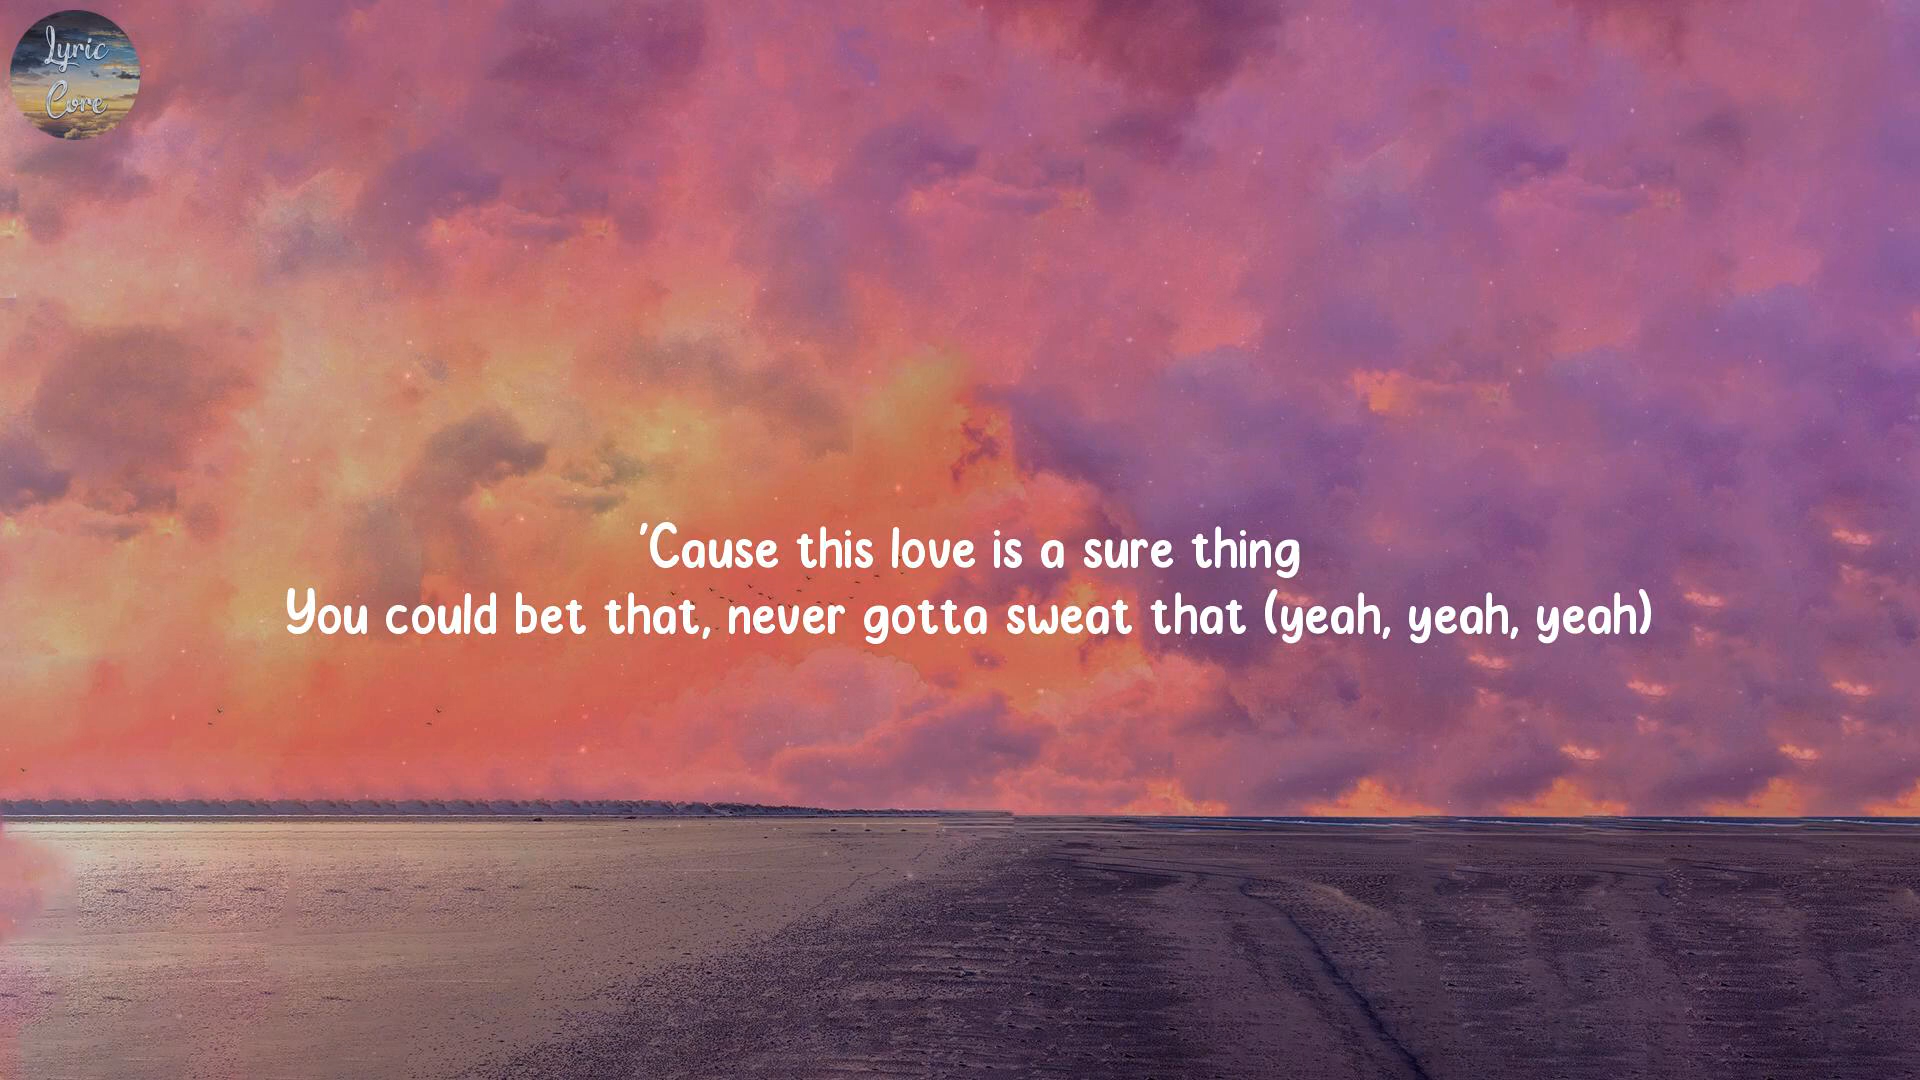 Lyric
Core
'Cause this love is a sure thing
You could bet that, never gotta sweat that (yeah, yeah, yeah)